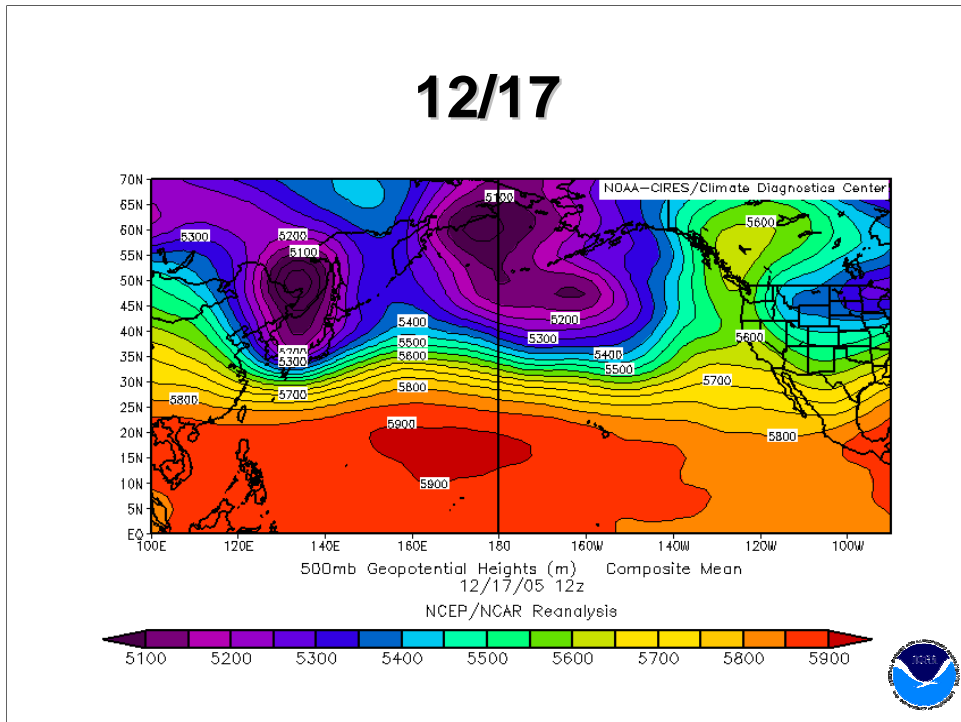 12/17
NOAA-CIRES/Climate Diagnostics Center
70N
65N
60N
55N
50N
45N
40N
35N
30N
25N
20N
15N
10N
5N
EQ
5100
5300
5200
5100
5600
5200
5400
5300
5600
5500
5600
5200
5300
5400
5500
5700
5700
5800
5800
5900
5800
5900
100E 120E 140E 160E 180 160W 140W 120W 100W
500mb Geopotential Heights (m) Composite Mean
12/17/05 12z
NCEP/NCAR Reanalysis
5100 5200 5300 5400 5500 5600 5700 5800 5900